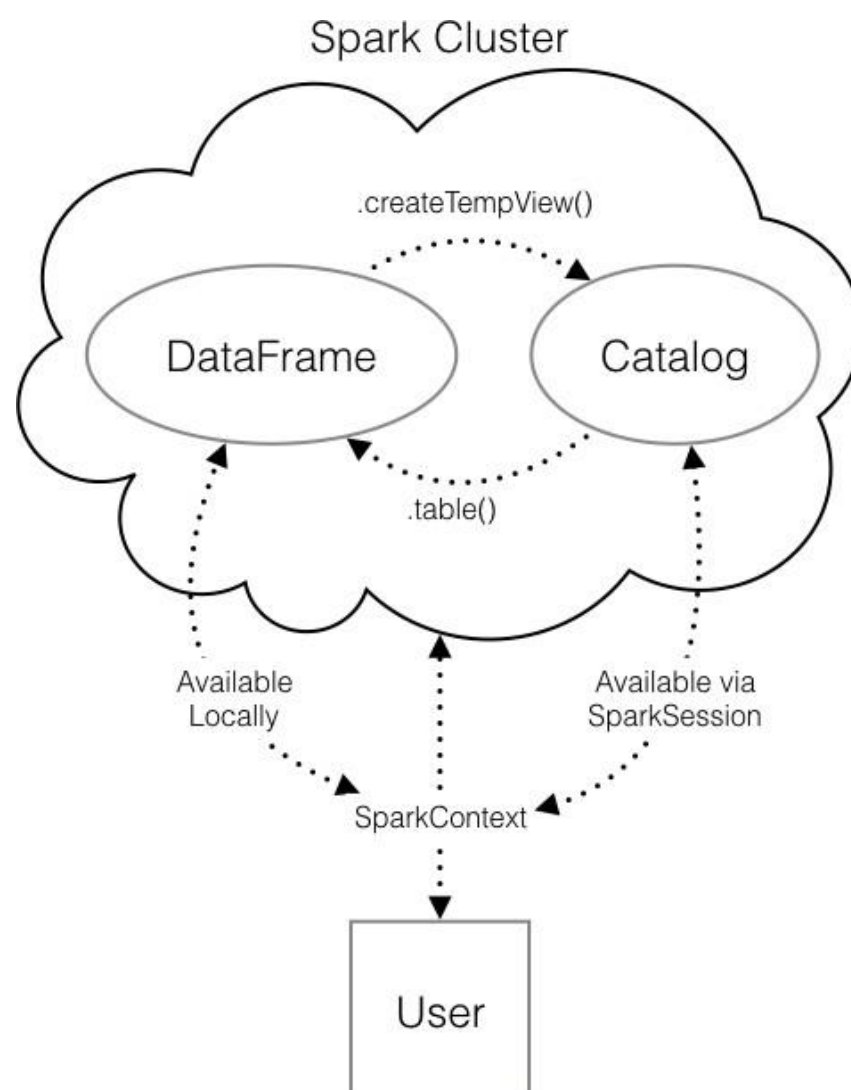 Spark Cluster
.createTempView()
DataFrame
Catalog
.table()
Available
Locally
Available via
SparkSession
SparkContext
User